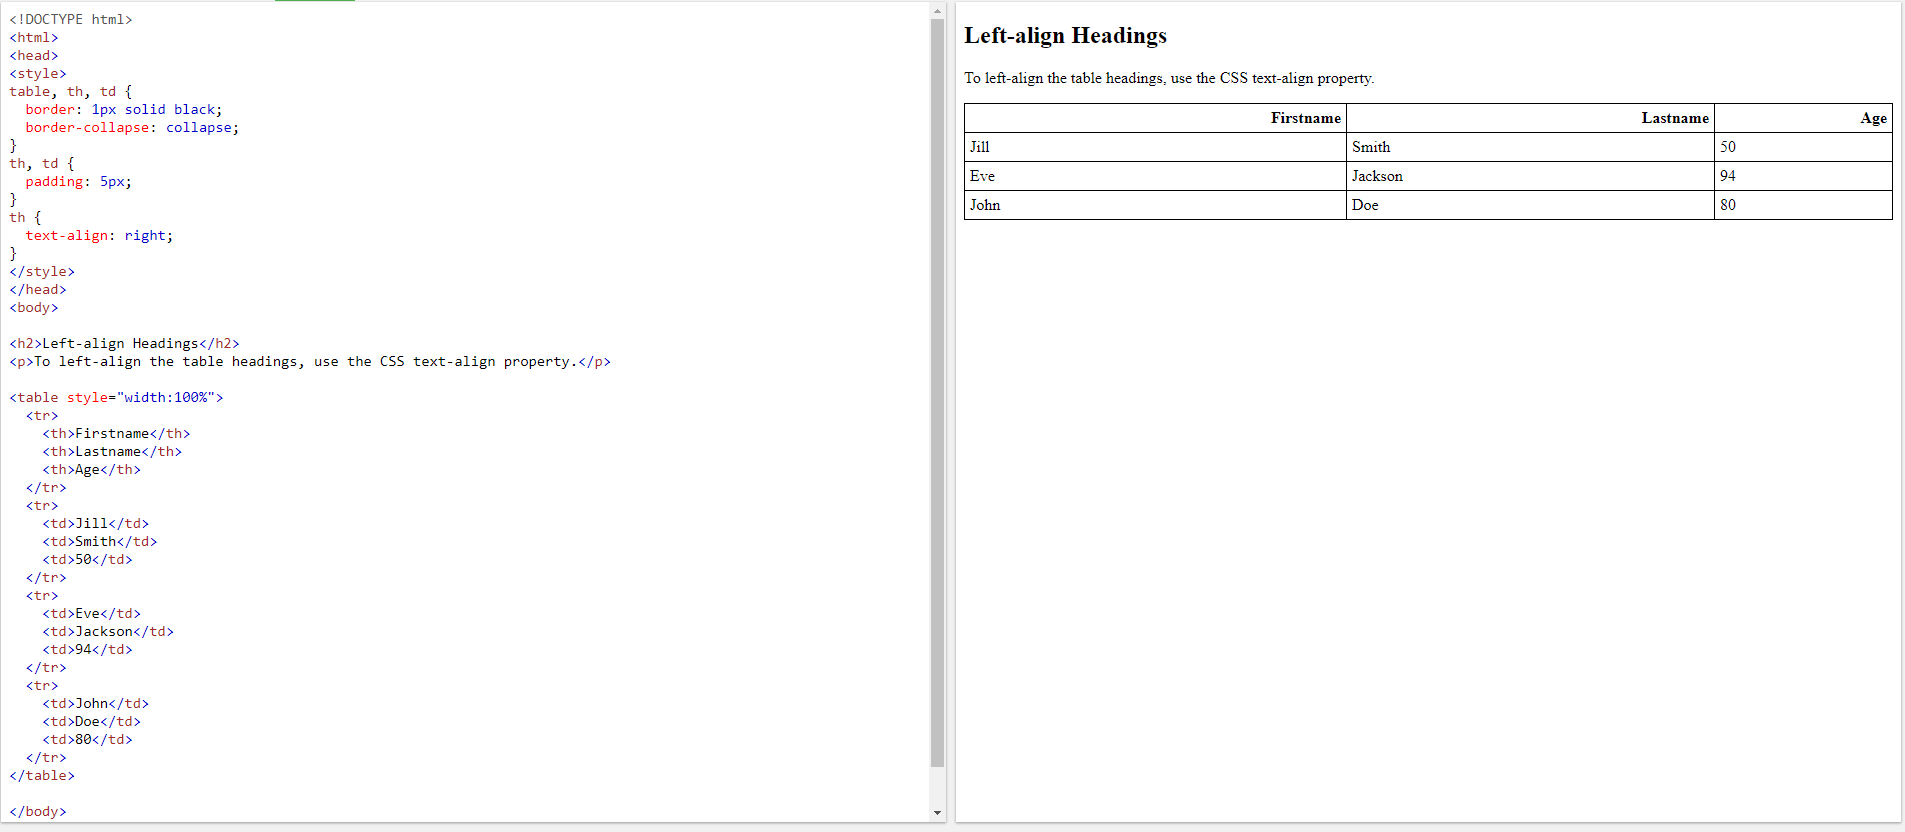 <!DOCTYPE html>
<html>
<head>
<style>
table, th, td {
  border: 1px solid black;
  border-collapse: collapse;
}
th, td {
  padding: 5px;
}
th {
  text-align: right;
}
</style>
</head>
<body>

<h2>Left-align Headings</h2>
<p>To left-align the table headings, use the CSS text-align property.</p>

<table style="width:100%">
  <tr>
    <th>Firstname</th>
    <th>Lastname</th>
    <th>Age</th>
  </tr>
  <tr>
    <td>Jill</td>
    <td>Smith</td>
    <td>50</td>
  </tr>
  <tr>
    <td>Eve</td>
    <td>Jackson</td>
    <td>94</td>
  </tr>
  <tr>
    <td>John</td>
    <td>Doe</td>
    <td>80</td>
  </tr>
</table>

</body>
Left-align Headings
To left-align the table headings, use the CSS text-align property.
Firstname Lastname Age
Jill Smith 50
Eve Jackson 94
John Doe 80